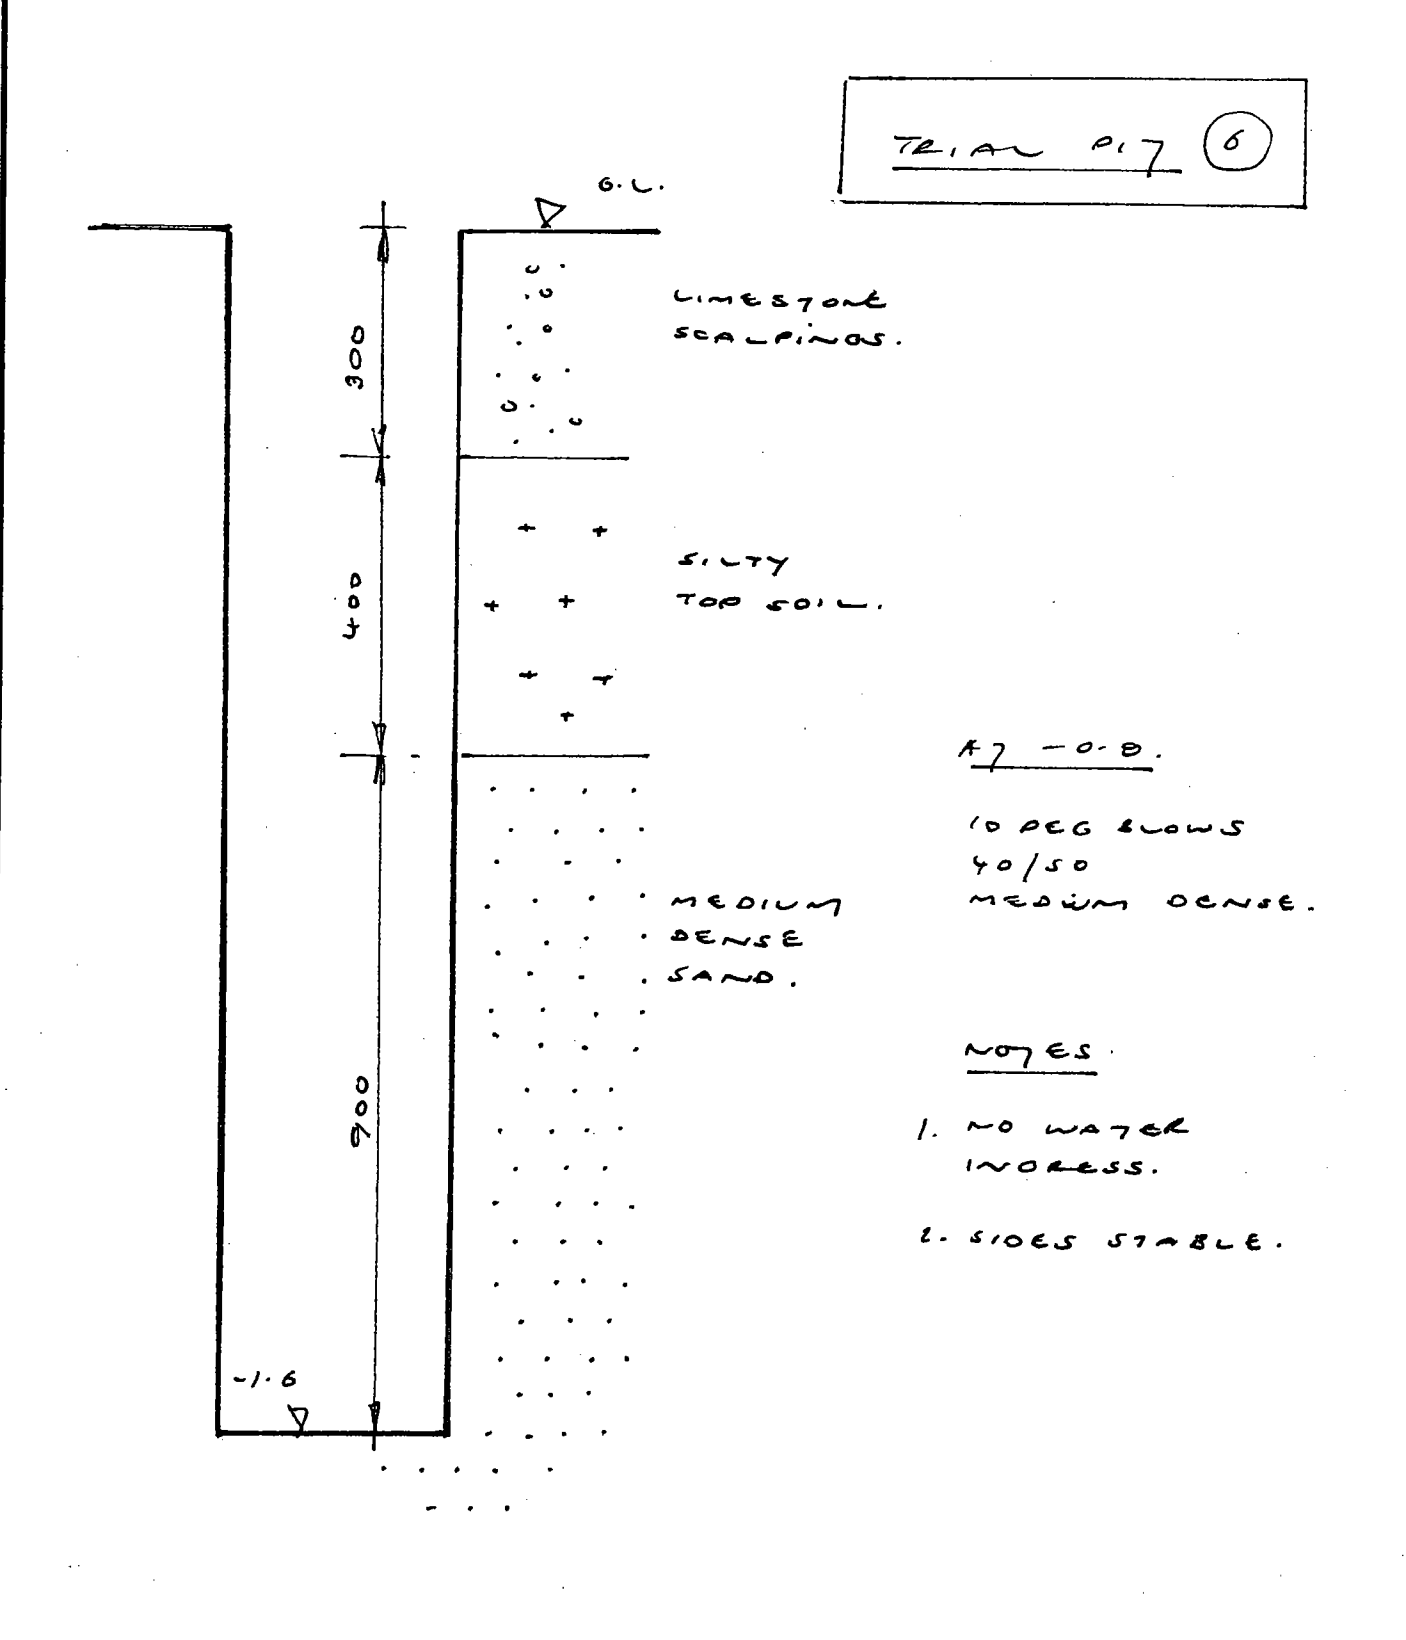 TRIAL PIT 6
G.L.
300
LIMESTONE
SCALPINGS.
400
SILTY
TOP SOIL.
AT -0.8.
10 PEG BLOWS
40/50
MEDIUM DENSE.
MEDIUM
DENSE
SAND.
NOTES
1. NO WATER
INGRESS.
2. SIDES STABLE.
900
-1.6